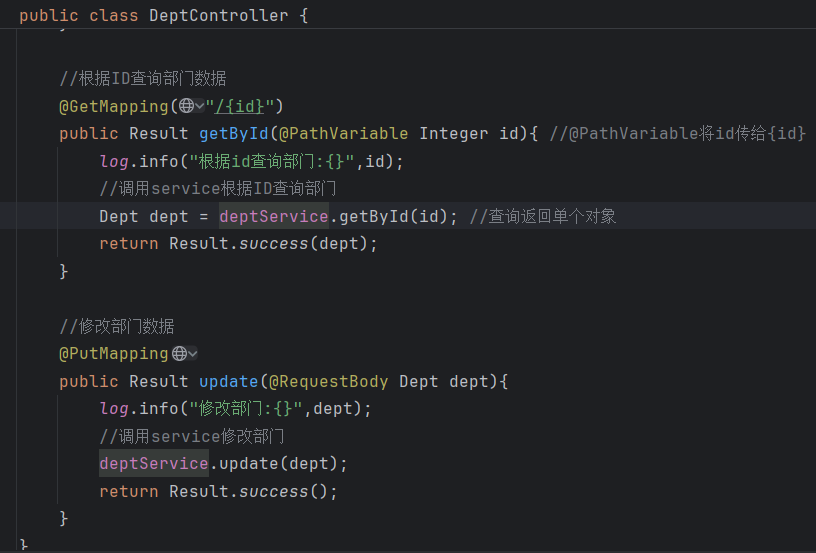 public class DeptController {
}
//根据ID查询部门数据
@GetMapping("/{id}")
public Result getById(@PathVariable Integer id){ //@PathVariable将id传给{id}
log.info("根据id查询部门:{}",id);
//调用service根据ID查询部门
Dept dept = deptService.getById(id); //查询返回单个对象
return Result.success(dept);
}
//修改部门数据
@PutMapping
public Result update(@RequestBody Dept dept){
log.info("修改部门:{}",dept);
//调用service修改部门
deptService.update(dept);
return Result.success();
}
}